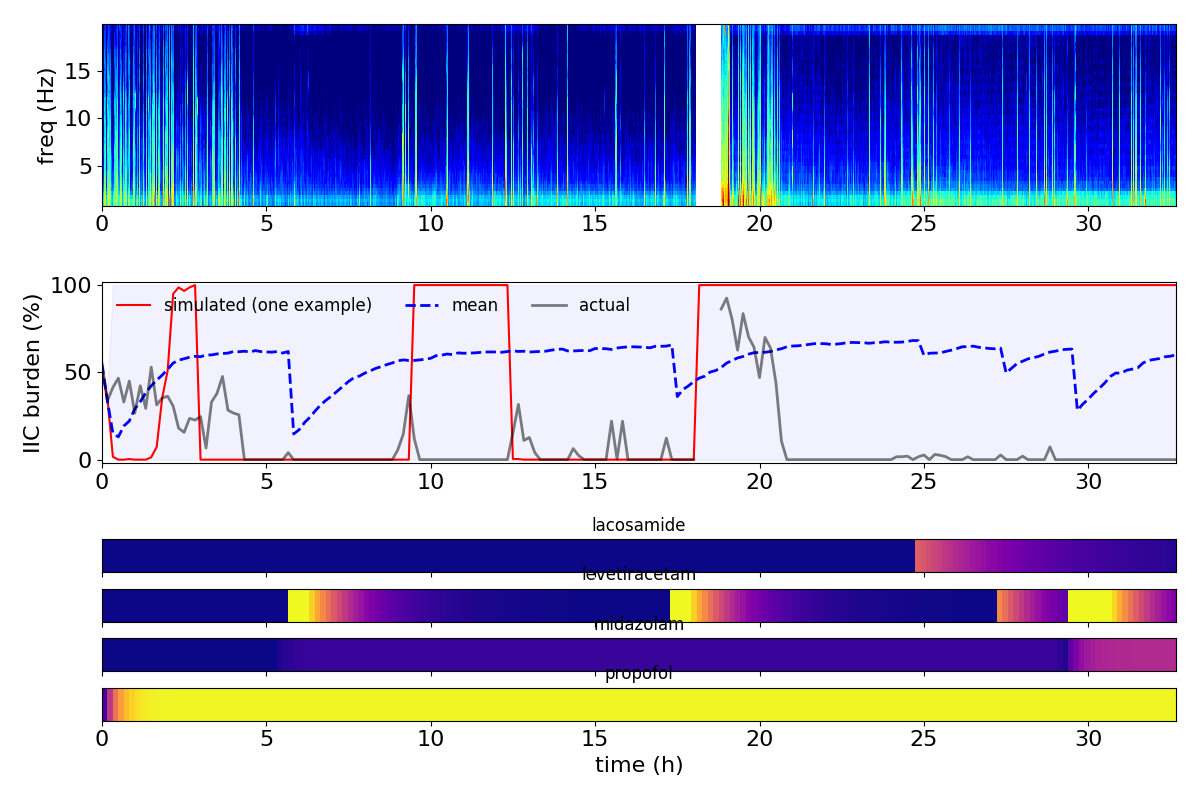 freq (Hz)
15
10
5
0 5 10 15 20 25 30
IIC burden (%)
100
50
0
simulated (one example) mean actual
0 5 10 15 20 25 30
lacosamide
levetiracetam
midazolam
propofol
0 5 10 15 20 25 30
time (h)